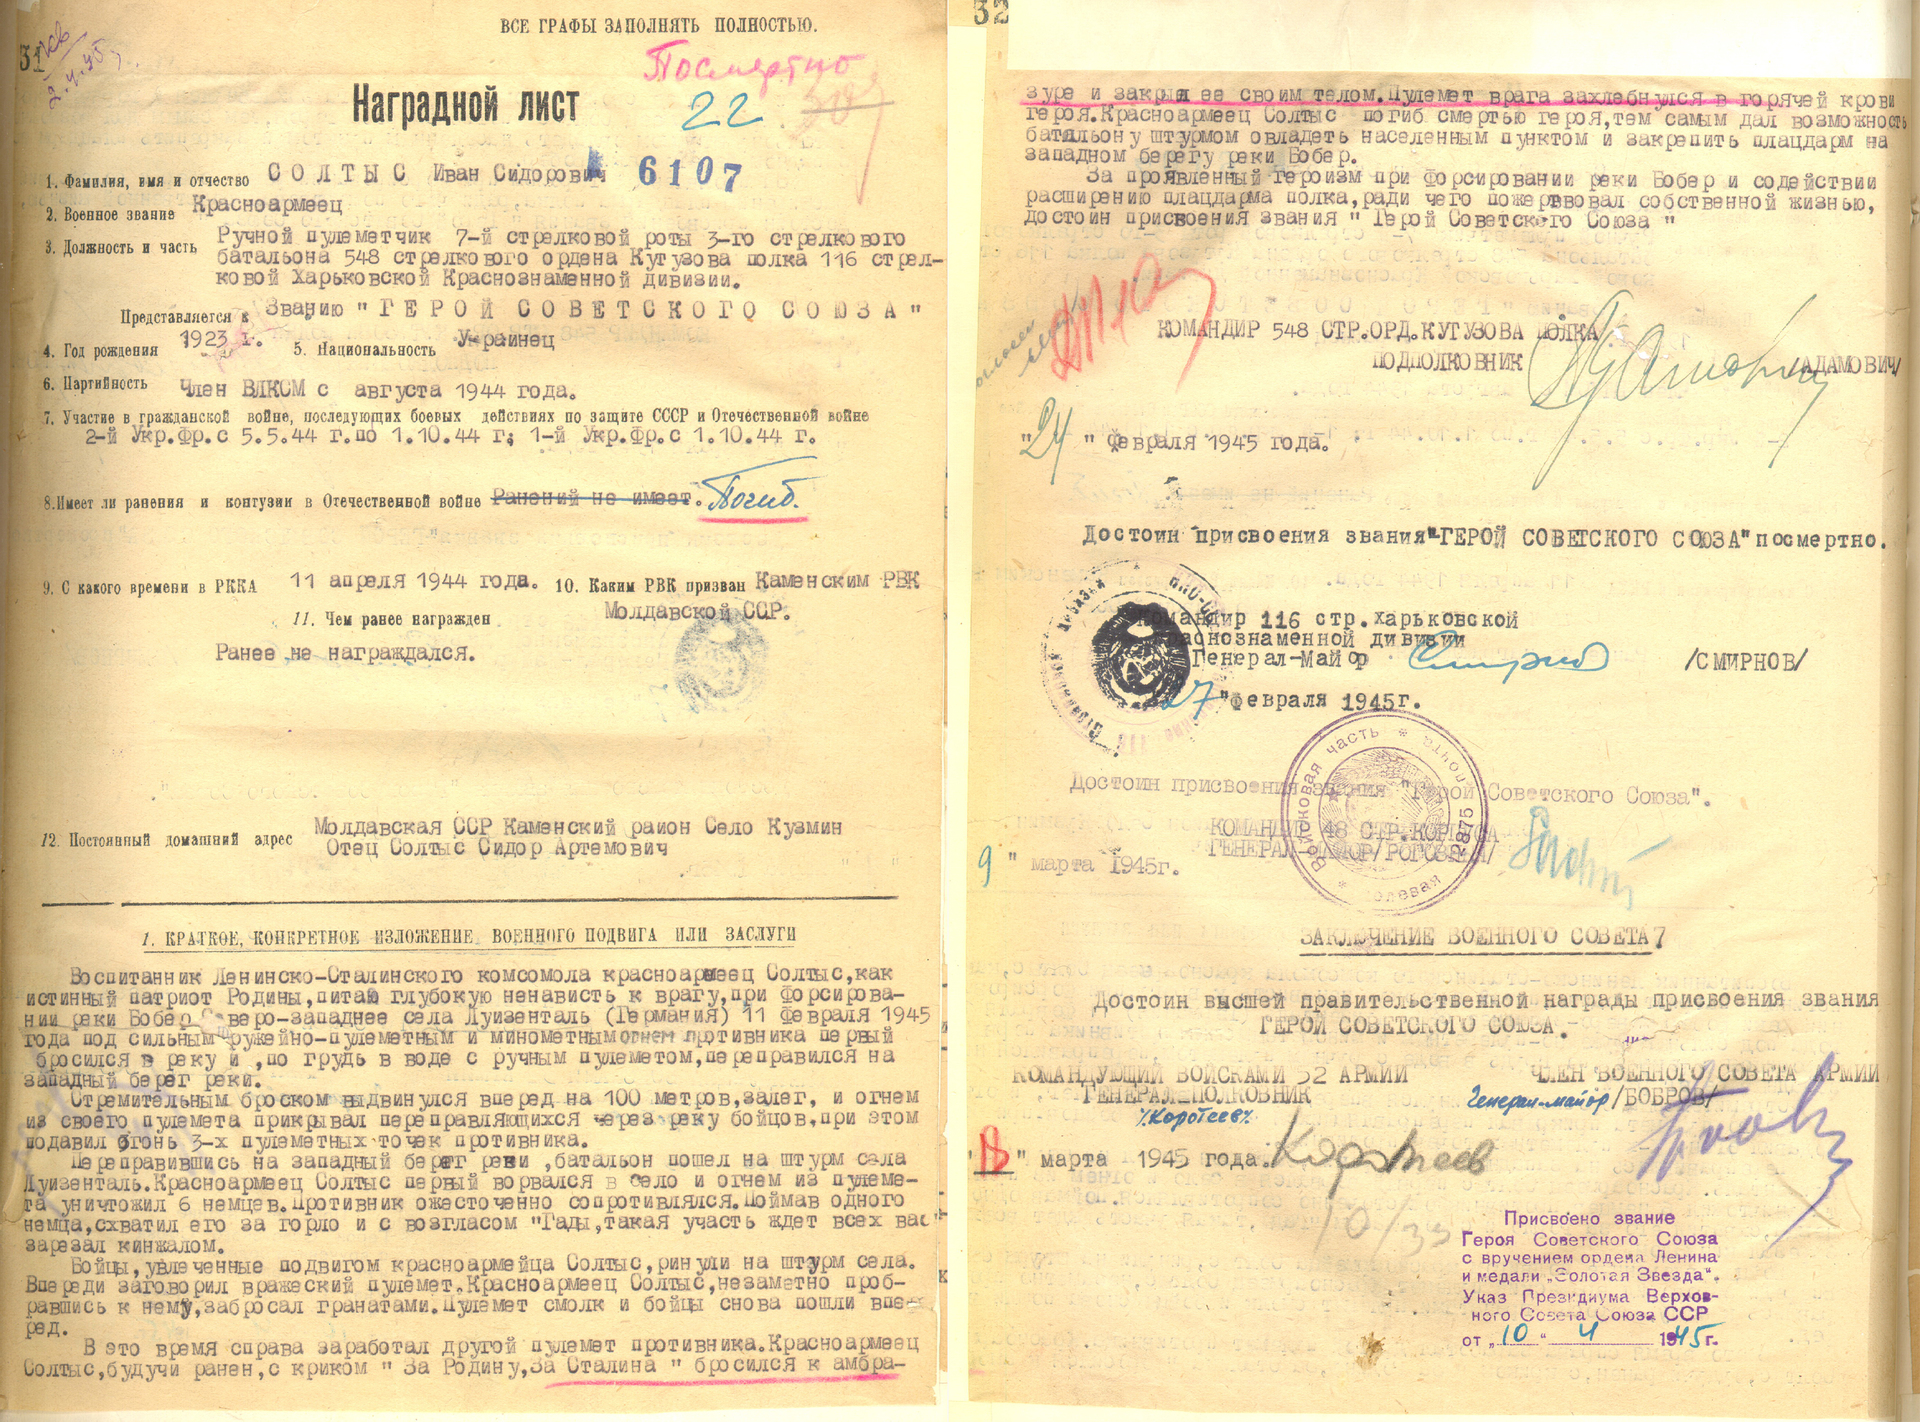 ВСЕ ГРАФЫ ЗАПОЛНЯТЬ ПОЛНОСТЬЮ.
31
Посмертно
Наградной лист
22
1. Фамилия, имя и отчество СОЛТЫС Иван Сидорович 6107
2. Военное звание Красноармеец
3. Должность и часть Ручной пулеметчик 7-й стрелковой роты 3-го стрелкового
батальона 548 стрелкового ордена Кутузова полка 116 стрел-
ковой Харьковской Краснознаменной дивизии.
Представляется к Званию "ГЕРОЙ СОВЕТСКОГО СОЮЗА"
4. Год рождения 1923 г. 5. Национальность Украинец
6. Партийность Член ВЛКСМ с августа 1944 года.
7. Участие в гражданской войне, последующих боевых действиях по защите СССР и Отечественной войне
2-й Укр.Фр.с 5.5.44 г.по 1.10.44 г; 1-й Укр.Фр.с 1.10.44 г.
8.Имеет ли ранения и контузии в Отечественной войне Ранений не имеет. Погиб.
9. С какого времени в РККА 11 апреля 1944 года. 10. Каким РВК призван Каменским РВК
Молдавской ССР.
11. Чем ранее награжден
Ранее не награждался.
12. Постоянный домашний адрес Молдавская ССР Каменский район Село Кузмин
Отец Солтыс Сидор Артемович
1. КРАТКОЕ, КОНКРЕТНОЕ ИЗЛОЖЕНИЕ ВОЕННОГО ПОДВИГА ИЛИ ЗАСЛУГИ
Воспитанник Ленинско-Сталинского комсомола красноармеец Солтыс,как
истинный патриот Родины,питая глубокую ненависть к врагу,при форсирова-
нии реки Бобер северо-западнее села Луизенталь (Германия) 11 февраля 1945
года под сильным ружейно-пулеметным и минометным огнем противника первый
бросился в реку и ,по грудь в воде с ручным пулеметом,переправился на
западный берег реки.
Стремительным броском выдвинулся вперед на 100 метров,залег, и огнем
из своего пулемета прикрывал переправляющихся через реку бойцов,при этом
подавил огонь 3-х пулеметных точек противника.
Переправившись на западный берег реки ,батальон пошел на штурм села
Луизенталь.Красноармеец Солтыс первый ворвался в село и огнем из пулеме-
та уничтожил 6 немцев.Противник ожесточенно сопротивлялся.Поймав одного
немца,схватил его за горло и с возгласом "Гады,такая участь ждет всех вас"
зарезал кинжалом.
Бойцы,увлеченные подвигом красноармейца Солтыс,ринули на штурм села.
Впереди заговорил вражеский пулемет.Красноармеец Солтыс,незаметно проб-
равшись к нему,забросал гранатами.Пулемет смолк и бойцы снова пошли впе-
ред.
В это время справа заработал другой пулемет противника.Красноармеец
Солтыс,будучи ранен,с криком " За Родину,За Сталина " бросился к амбра-
32
зуре и закрыл ее своим телом.Пулемет врага захлебнулся в горячей крови
героя.Красноармеец Солтыс погиб смертью героя,тем самым дал возможность
батальону штурмом овладеть населенным пунктом и закрепить плацдарм на
западном берегу реки Бобер.
За проявленный героизм при форсировании реки Бобер и содействии
расширению плацдарма полка,ради чего пожертвовал собственной жизнью,
достоин присвоения звания " Герой Советского Союза "
КОМАНДИР 548 СТР.ОРД.КУТУЗОВА ПОЛКА
ПОДПОЛКОВНИК /АДАМОВИЧ/
"24" февраля 1945 года.
Достоин присвоения звания "ГЕРОЙ СОВЕТСКОГО СОЮЗА" посмертно.
Командир 116 стр.харьковской
Краснознаменной дивизии
Генерал-Майор /СМИРНОВ/
27 "февраля 1945г.
Достоин присвоения звания "Герой Советского Союза".
КОМАНДИР 48 СТР.КОРПУСА
ГЕНЕРАЛ-МАЙОР/РОГОЗНЫЙ/
9 " марта 1945г.
Войсковая часть * полевая почта 2875 *
ЗАКЛЮЧЕНИЕ ВОЕННОГО СОВЕТА
Достоин высшей правительственной награды присвоения звания
ГЕРОЙ СОВЕТСКОГО СОЮЗА.-
КОМАНДУЮЩИЙ ВОЙСКАМИ 52 АРМИИ ЧЛЕН ВОЕННОГО СОВЕТА АРМИИ
ГЕНЕРАЛ-ПОЛКОВНИК Генерал-майор /БОБРОВ/
/Коротеев/
"18" марта 1945 года. Коротеев
10/33
Присвоено звание
Героя Советского Союза
с вручением ордена Ленина
и медали „Золотая Звезда".
Указ Президиума Верхов-
ного Совета Союза ССР
от „10" 4 1945г.